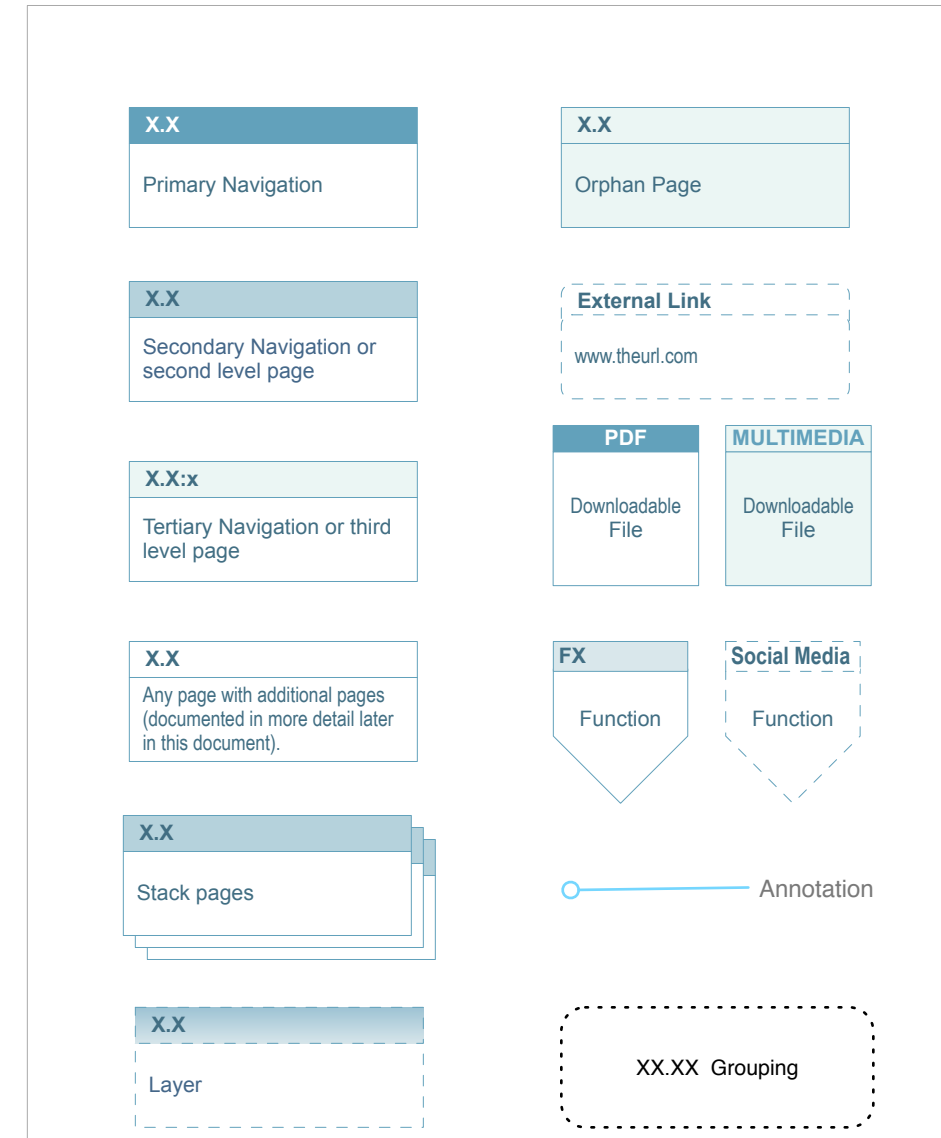 X.X
Primary Navigation
X.X
Secondary Navigation or
second level page
X.X:x
Tertiary Navigation or third
level page
X.X
Any page with additional pages
(documented in more detail later
in this document).
X.X
Stack pages
X.X
Layer
X.X
Orphan Page
External Link
www.theurl.com
PDF
Downloadable
File
MULTIMEDIA
Downloadable
File
FX
Function
Social Media
Function
Annotation
XX.XX  Grouping